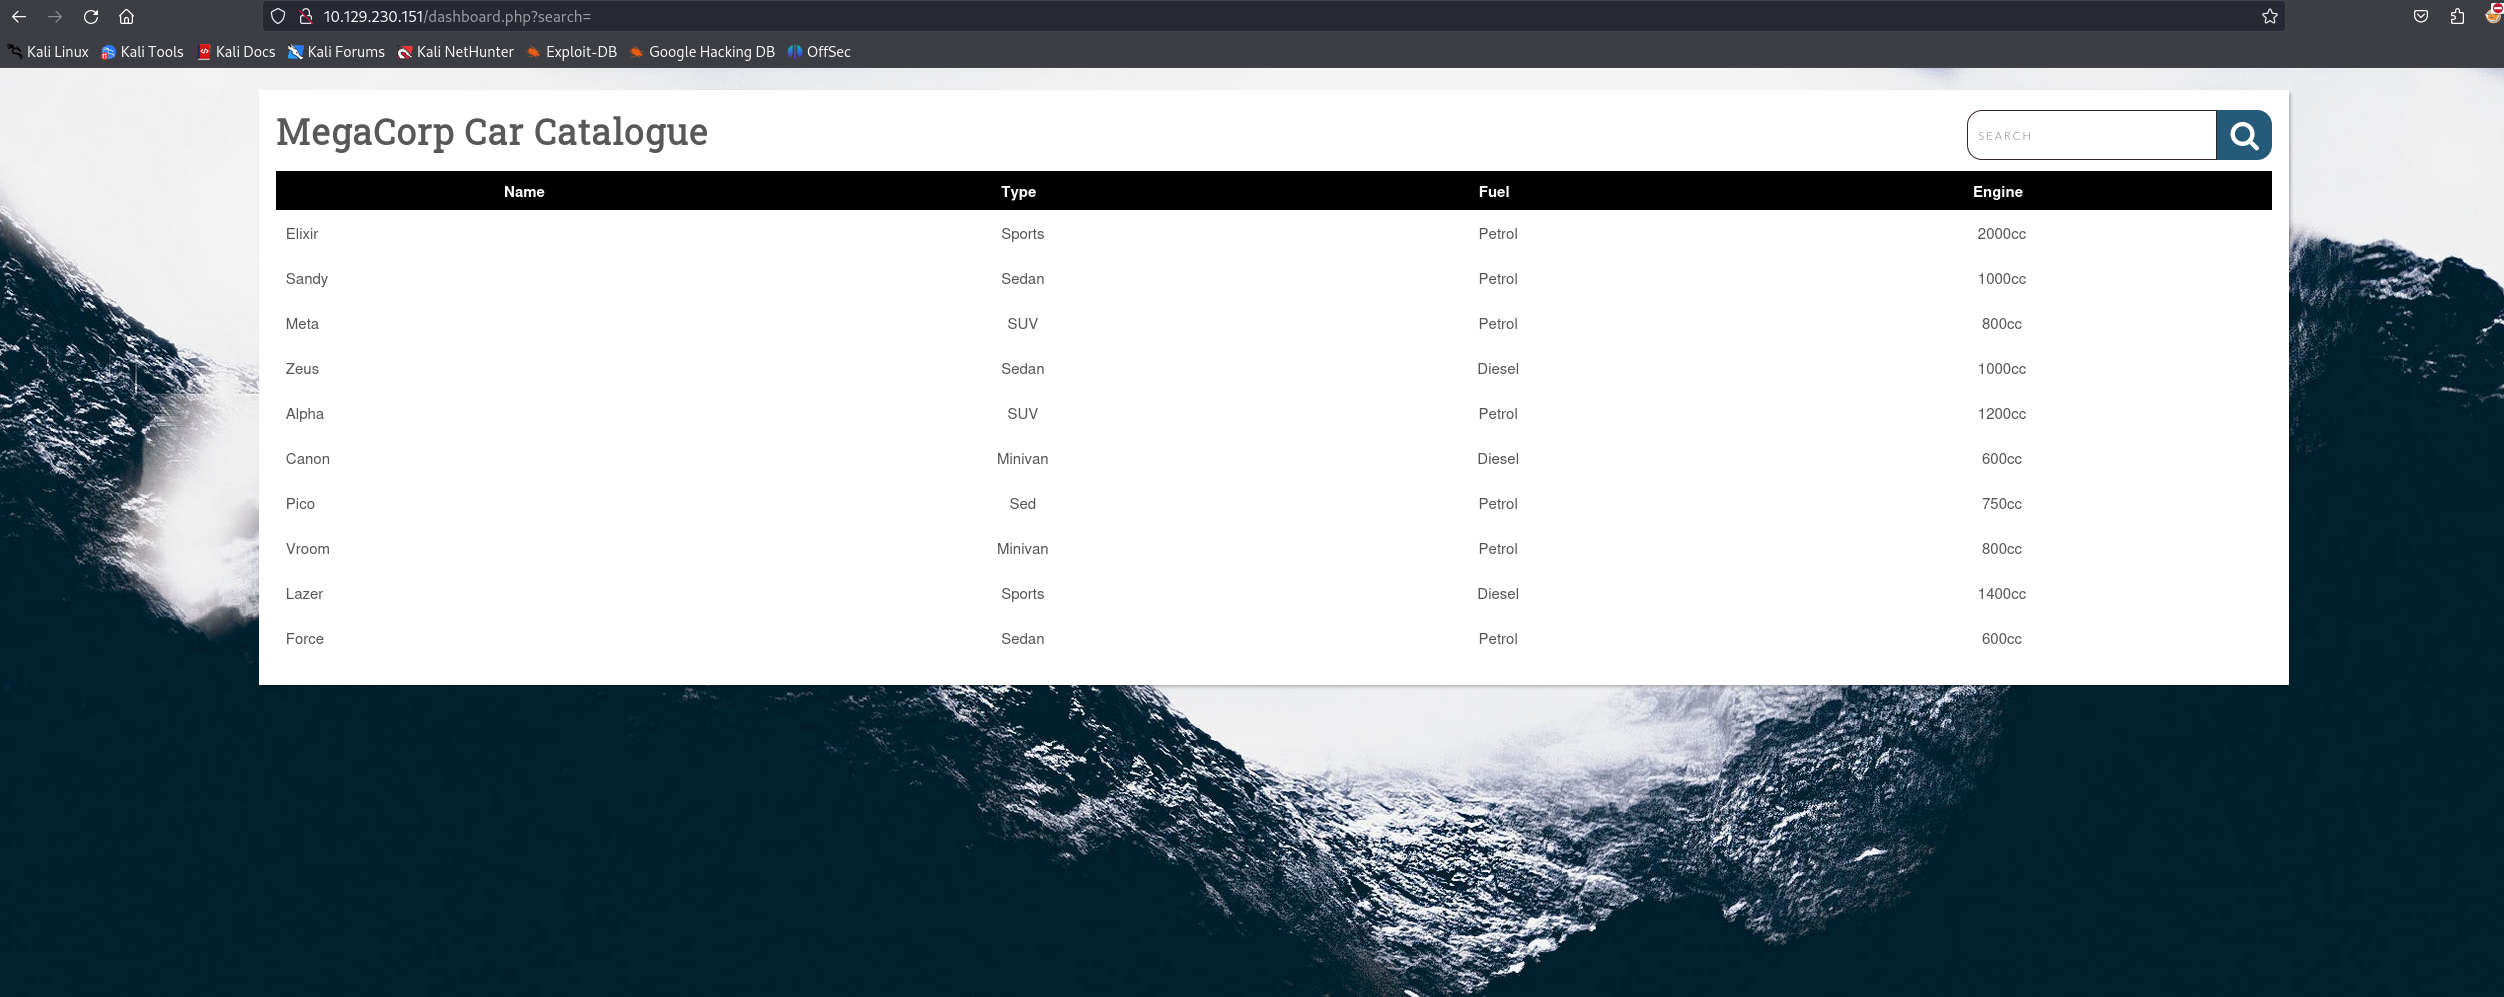 10.129.230.151/dashboard.php?search=
Kali Linux Kali Tools Kali Docs Kali Forums Kali NetHunter Exploit-DB Google Hacking DB OffSec
MegaCorp Car Catalogue SEARCH
Name Type Fuel Engine
Elixir Sports Petrol 2000cc
Sandy Sedan Petrol 1000cc
Meta SUV Petrol 800cc
Zeus Sedan Diesel 1000cc
Alpha SUV Petrol 1200cc
Canon Minivan Diesel 600cc
Pico Sed Petrol 750cc
Vroom Minivan Petrol 800cc
Lazer Sports Diesel 1400cc
Force Sedan Petrol 600cc